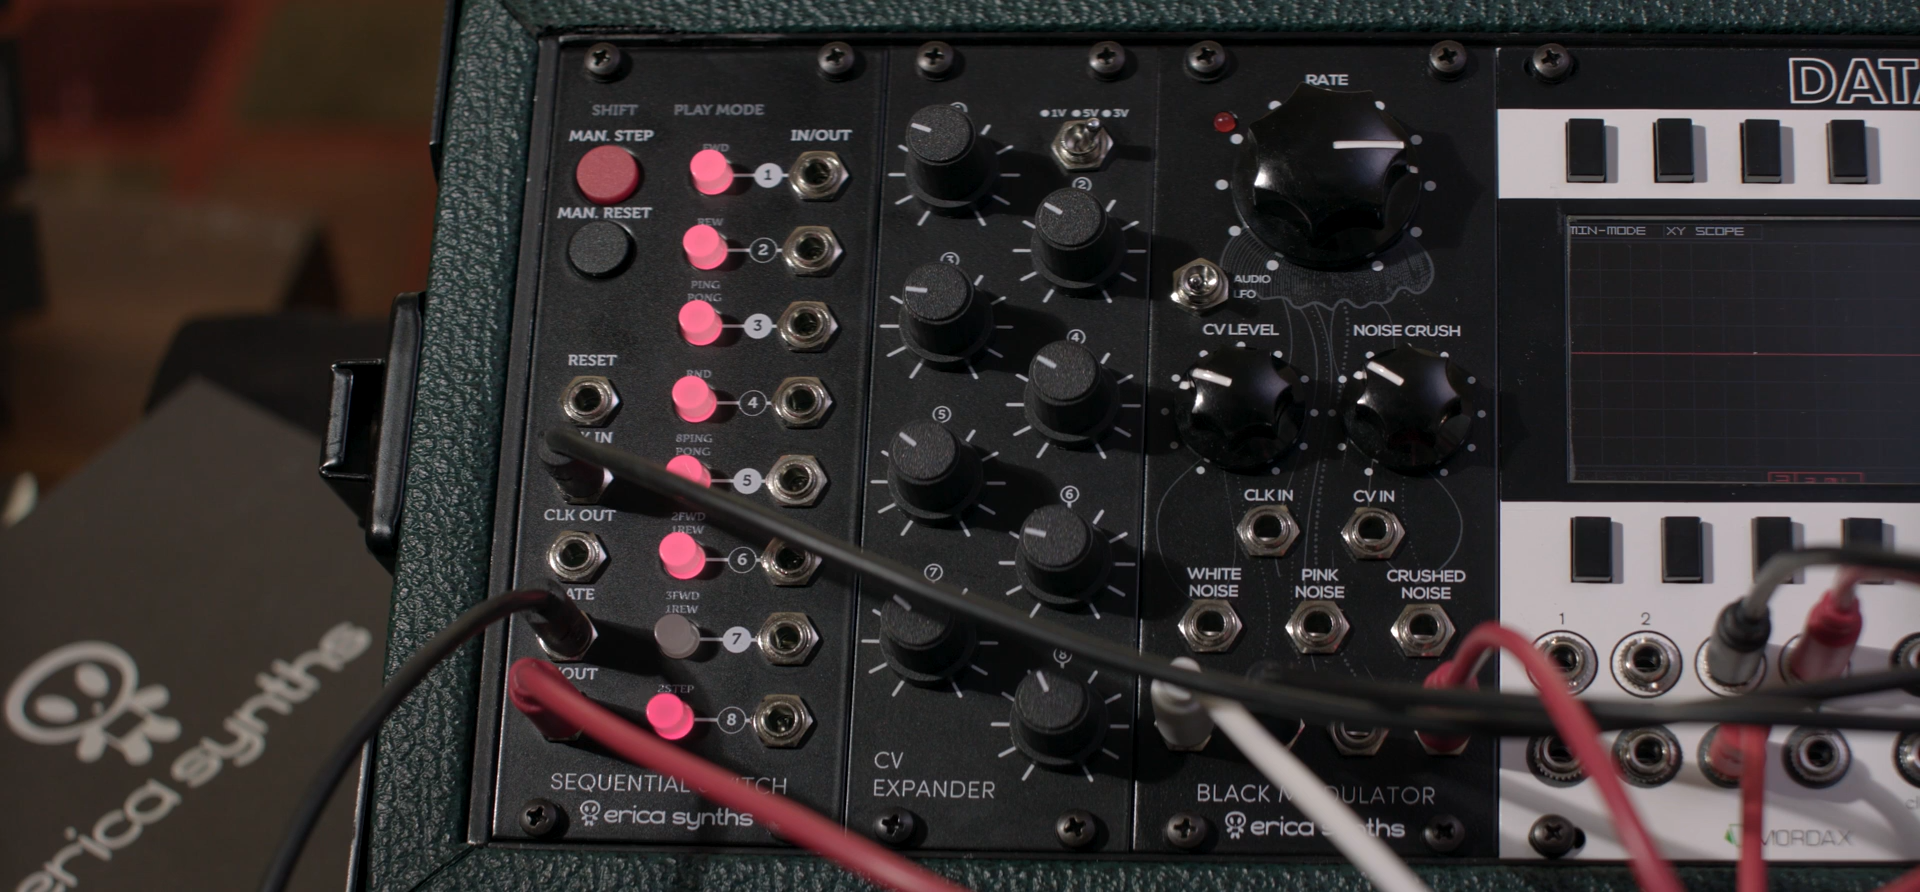 SHIFT
PLAY MODE
MAN. STEP
IN/OUT
FWD
1
MAN. RESET
REW
2
PING
PONG
3
RESET
RND
4
8PING
PONG
5
CLK OUT
2FWD
1REW
6
3FWD
1REW
7
2STEP
8
SEQUENTIAL
erica synths
1V 5V 3V
2
3
4
5
6
7
8
CV
EXPANDER
RATE
AUDIO
LFO
CV LEVEL
NOISE CRUSH
CLK IN
CV IN
WHITE
NOISE
PINK
NOISE
CRUSHED
NOISE
BLACK MODULATOR
erica synths
DATA
MIN-MODE
XY SCOPE
1
2
MORDAX
erica synths